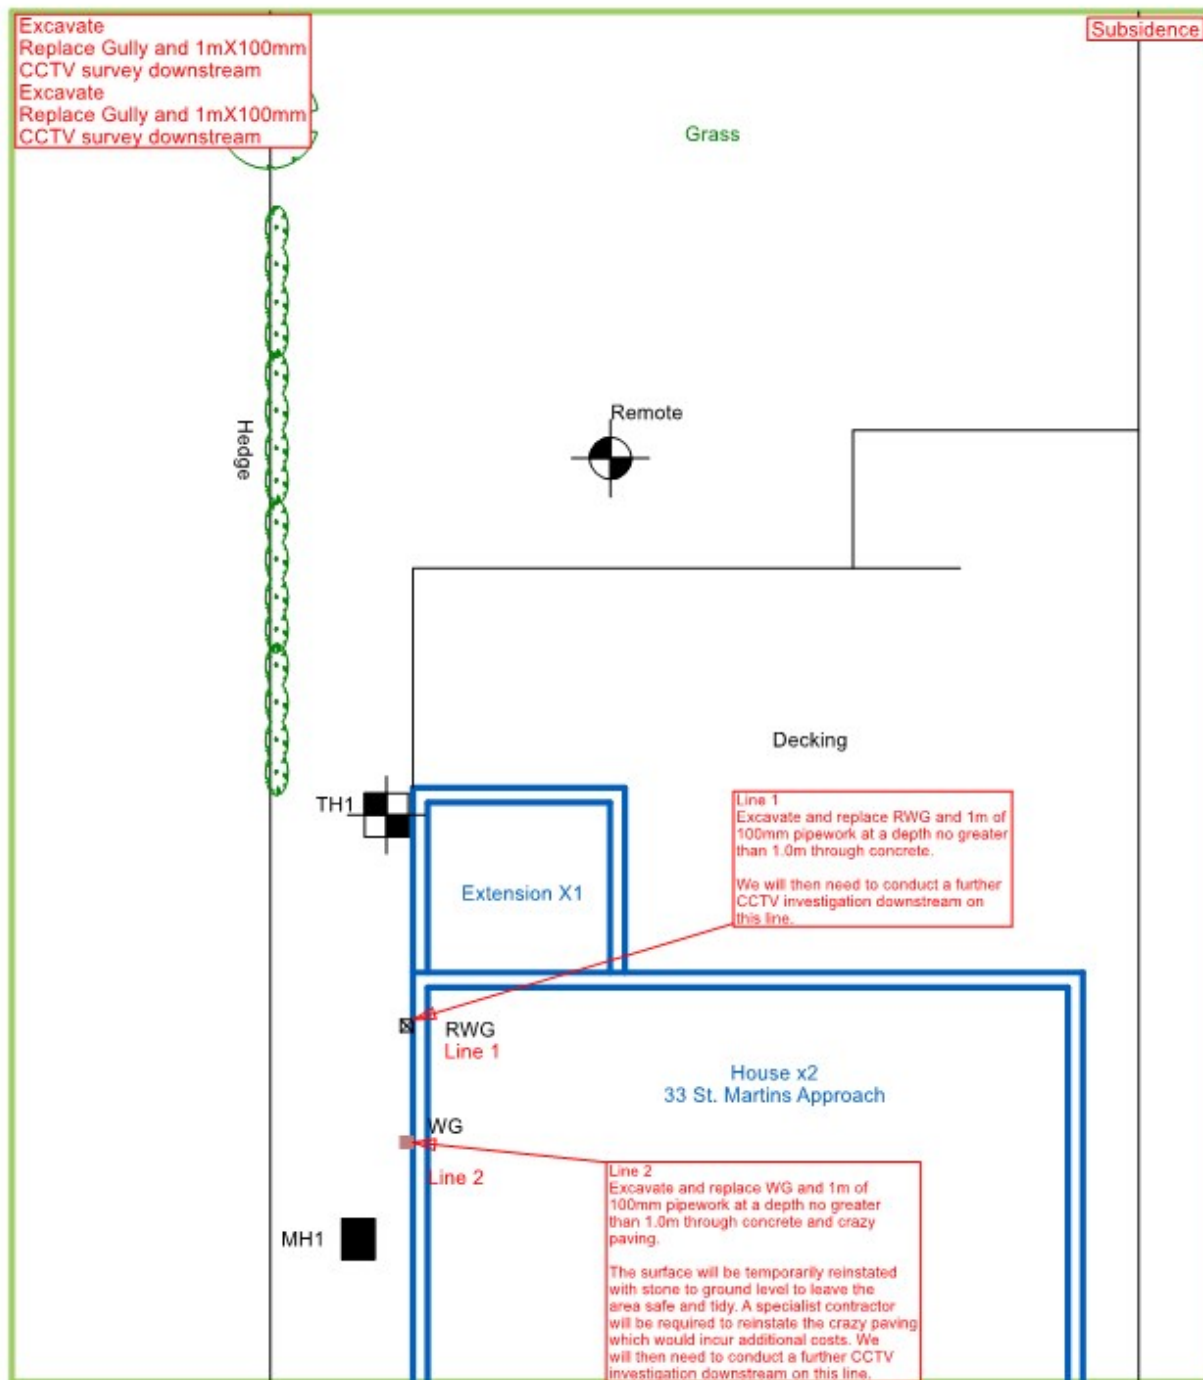 Excavate
Replace Gully and 1mX100mm
CCTV survey downstream
Excavate
Replace Gully and 1mX100mm
CCTV survey downstream
Subsidence
Grass
Remote
Hedge
Decking
TH1
Line 1
Excavate and replace RWG and 1m of
100mm pipework at a depth no greater
than 1.0m through concrete.
We will then need to conduct a further
CCTV investigation downstream on
this line.
Extension X1
RWG
Line 1
House x2
33 St. Martins Approach
WG
Line 2
MH1
Line 2
Excavate and replace WG and 1m of
100mm pipework at a depth no greater
than 1.0m through concrete and crazy
paving.
The surface will be temporarily reinstated
with stone to ground level to leave the
area safe and tidy. A specialist contractor
will be required to reinstate the crazy paving
which would incur additional costs. We
will then need to conduct a further CCTV
investigation downstream on this line.